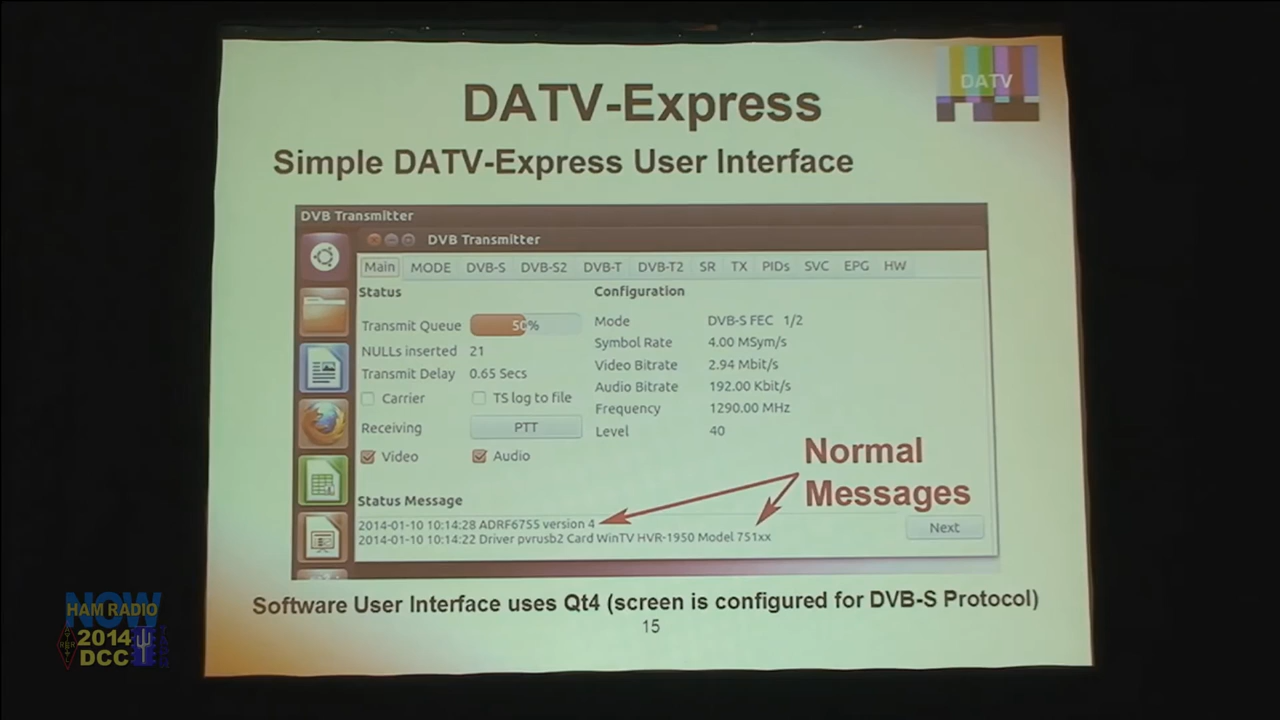 DATV-Express
DATV
Simple DATV-Express User Interface
DVB Transmitter
DVB Transmitter
Main MODE DVB-S DVB-S2 DVB-T DVB-T2 SR TX PIDs SVC EPG HW
Status
Transmit Queue 50%
NULLs inserted 21
Transmit Delay 0.65 Secs
Carrier TS log to file
Receiving PTT
Video Audio
Configuration
Mode DVB-S FEC 1/2
Symbol Rate 4.00 MSym/s
Video Bitrate 2.94 Mbit/s
Audio Bitrate 192.00 Kbit/s
Frequency 1290.00 MHz
Level 40
Normal
Messages
Status Message
2014-01-10 10:14:28 ADRF6755 version 4
2014-01-10 10:14:22 Driver pvrusb2 Card WinTV HVR-1950 Model 751xx
Next
Software User Interface uses Qt4 (screen is configured for DVB-S Protocol)
15
NOW
HAM RADIO
2014
DCC